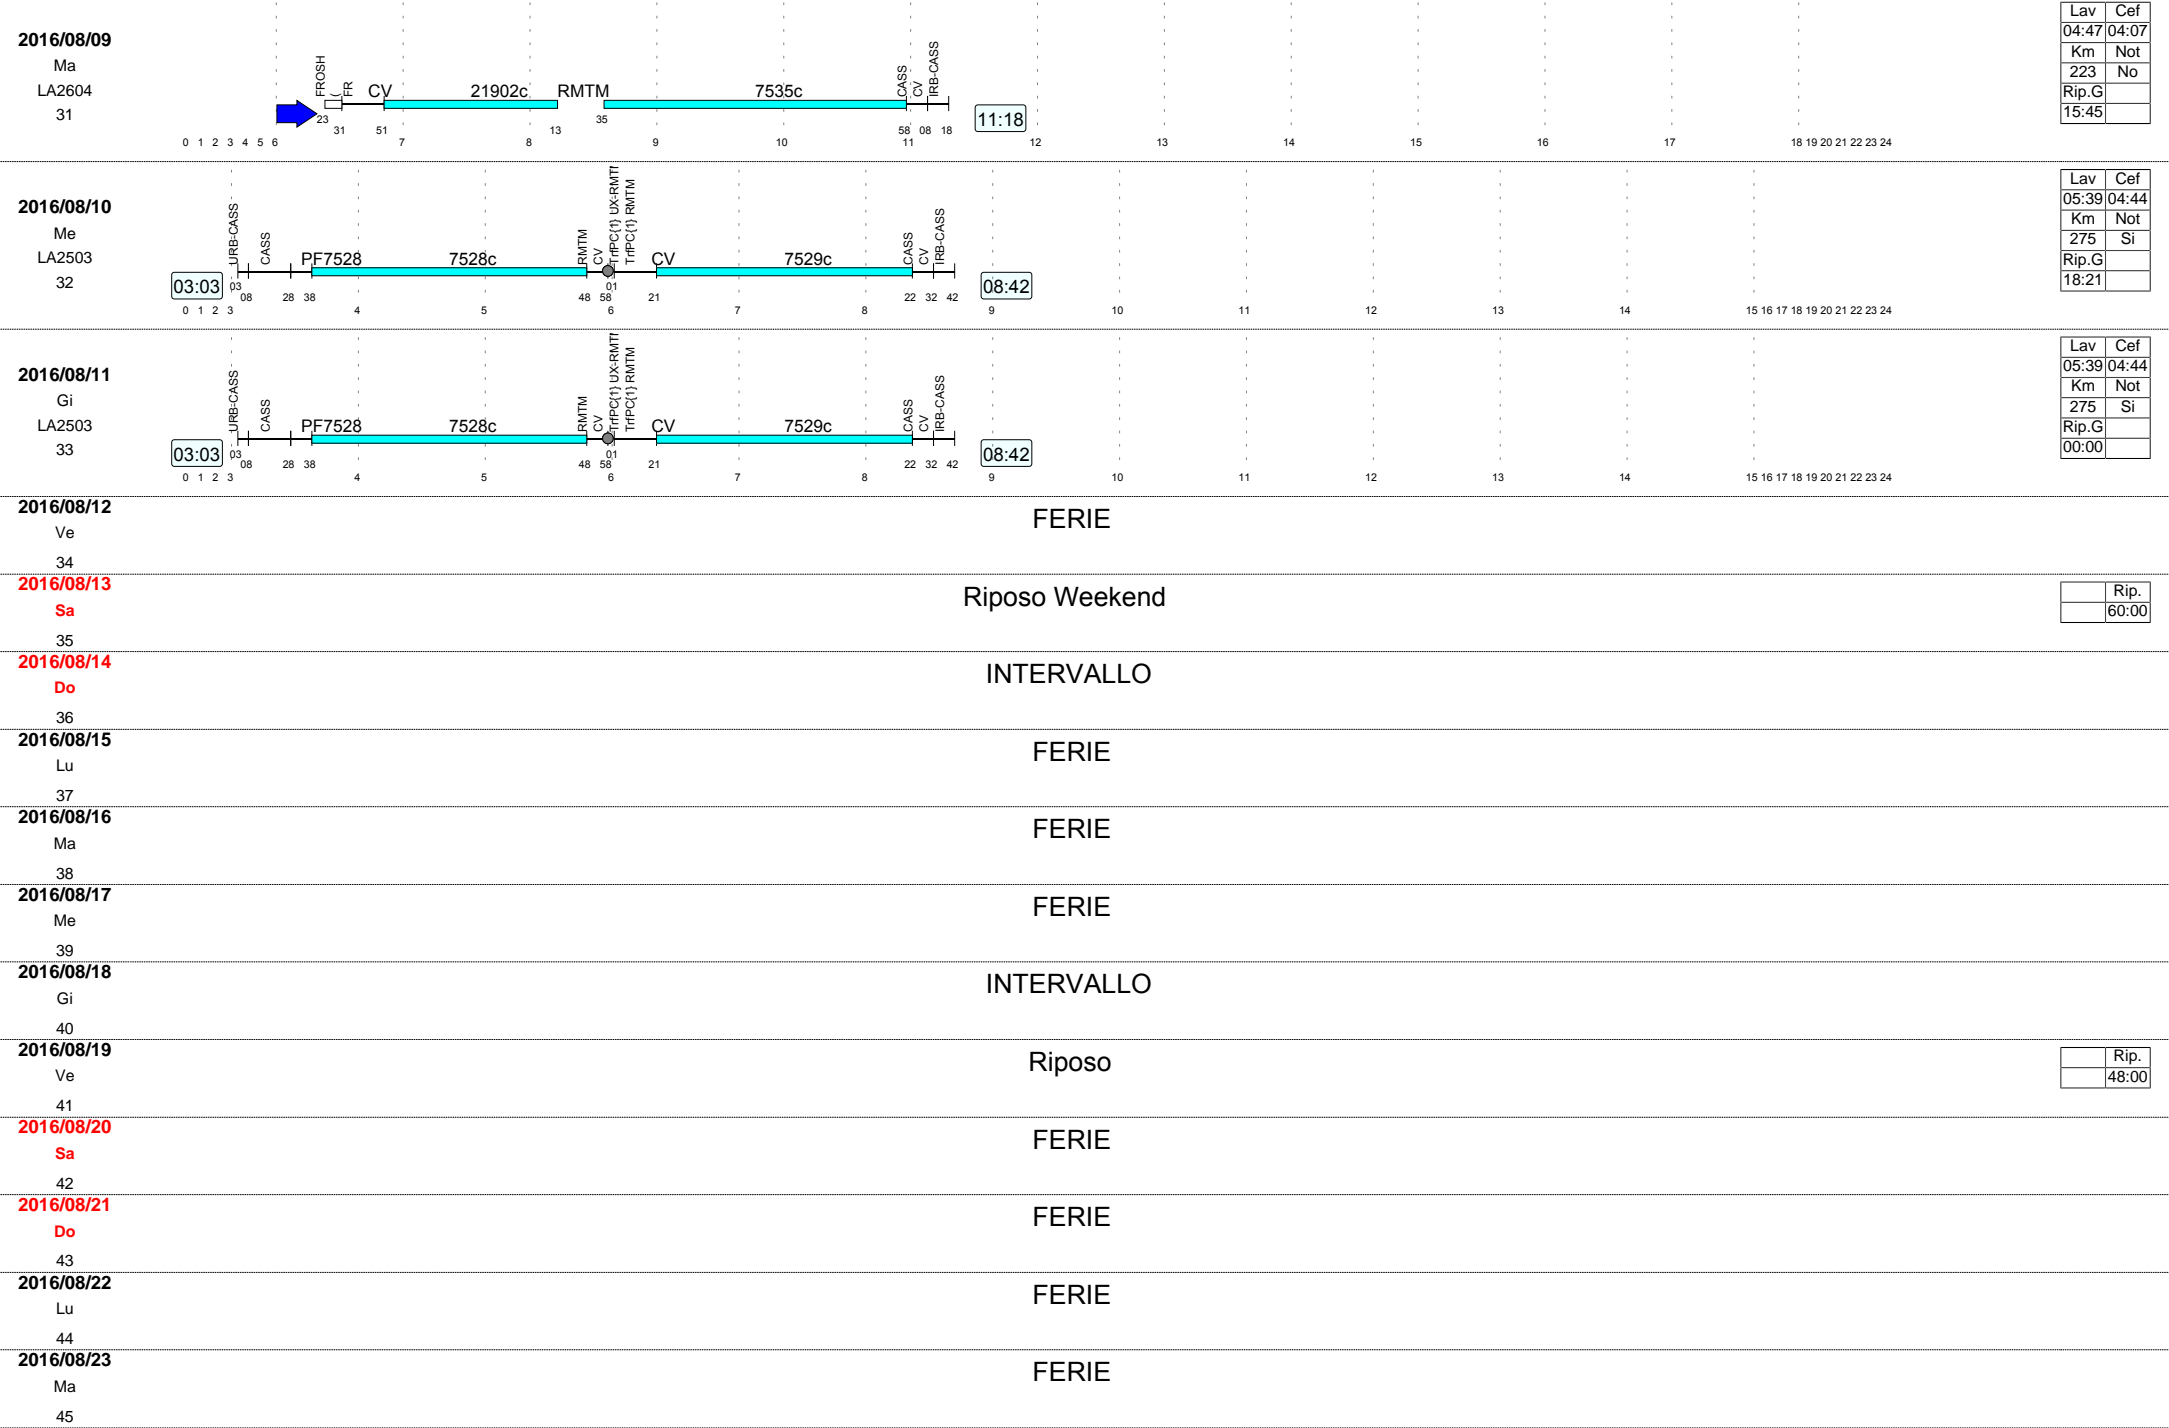 2016/08/09
Ma
LA2604
31
FROSH ( FR CV 21902c RMTM 7535c CASS CV IRB-CASS
23 31 51 13 35 58 08 18
11:18
0 1 2 3 4 5 6 7 8 9 10 11 12 13 14 15 16 17 18 19 20 21 22 23 24
Lav Cef
04:47 04:07
Km Not
223 No
Rip.G
15:45
2016/08/10
Me
LA2503
32
03:03
URB-CASS CASS PF7528 7528c RMTM CV TrfPC{1} UX-RMTM TrfPC{1} RMTM CV 7529c CASS CV IRB-CASS
03 08 28 38 48 58 01 21 22 32 42
08:42
0 1 2 3 4 5 6 7 8 9 10 11 12 13 14 15 16 17 18 19 20 21 22 23 24
Lav Cef
05:39 04:44
Km Not
275 Si
Rip.G
18:21
2016/08/11
Gi
LA2503
33
03:03
URB-CASS CASS PF7528 7528c RMTM CV TrfPC{1} UX-RMTM TrfPC{1} RMTM CV 7529c CASS CV IRB-CASS
03 08 28 38 48 58 01 21 22 32 42
08:42
0 1 2 3 4 5 6 7 8 9 10 11 12 13 14 15 16 17 18 19 20 21 22 23 24
Lav Cef
05:39 04:44
Km Not
275 Si
Rip.G
00:00
2016/08/12
Ve
34
FERIE
2016/08/13
Sa
35
Riposo Weekend
Rip.
60:00
2016/08/14
Do
36
INTERVALLO
2016/08/15
Lu
37
FERIE
2016/08/16
Ma
38
FERIE
2016/08/17
Me
39
FERIE
2016/08/18
Gi
40
INTERVALLO
2016/08/19
Ve
41
Riposo
Rip.
48:00
2016/08/20
Sa
42
FERIE
2016/08/21
Do
43
FERIE
2016/08/22
Lu
44
FERIE
2016/08/23
Ma
45
FERIE